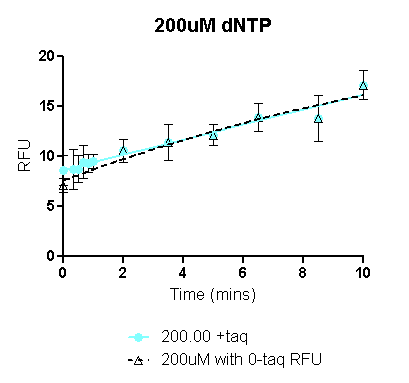 200uM dNTP
20
15
10
5
0
RFU
0 2 4 6 8 10
Time (mins)
200.00 +taq
200uM with 0-taq RFU